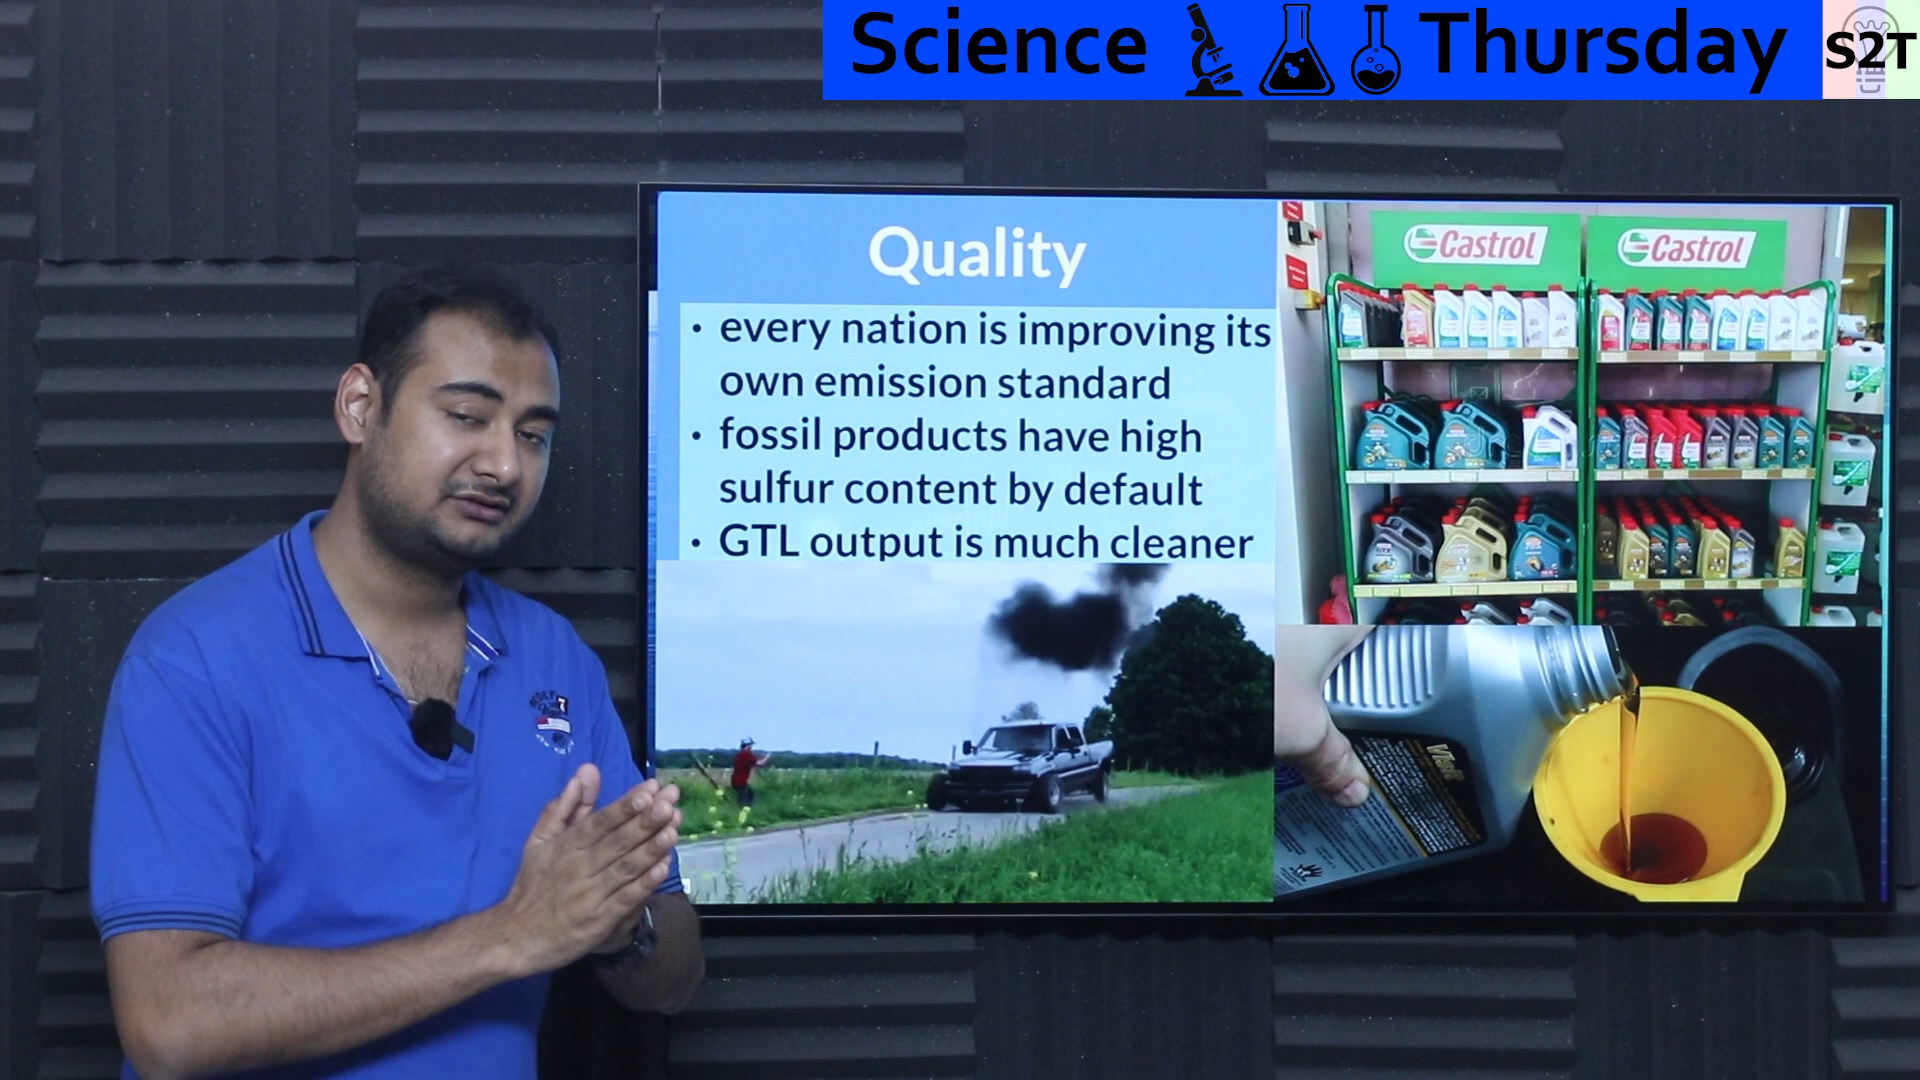 Science Thursday
S2T
Quality
• every nation is improving its
own emission standard
• fossil products have high
sulfur content by default
• GTL output is much cleaner
Castrol
Castrol